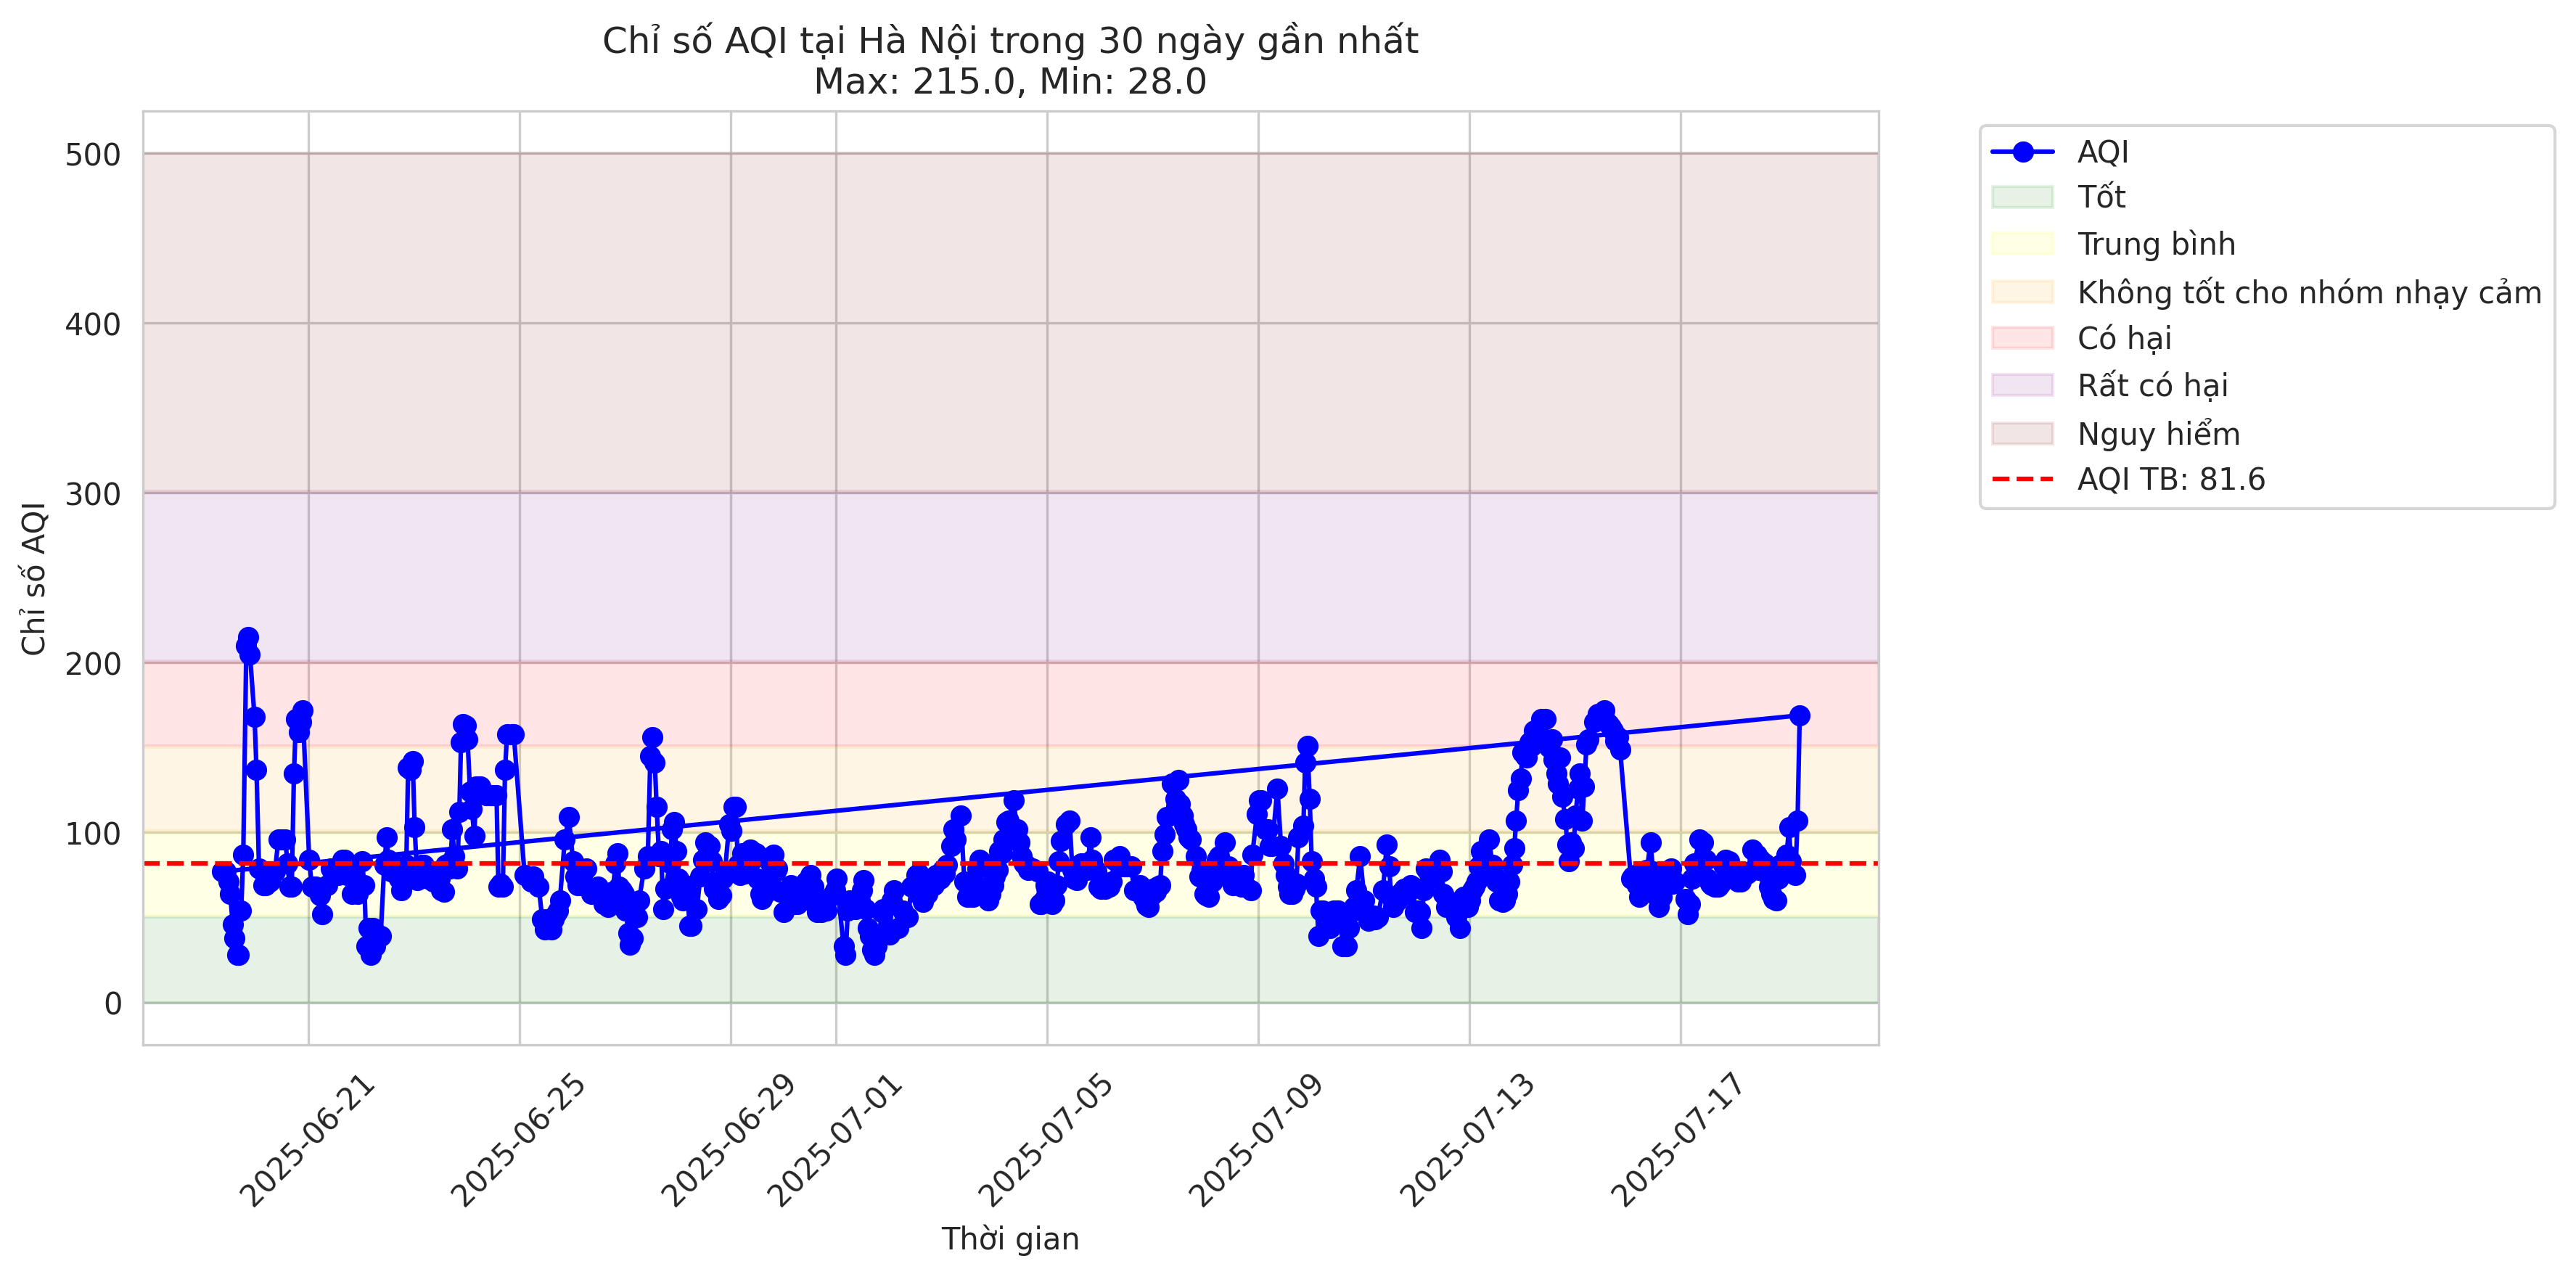 Chỉ số AQI tại Hà Nội trong 30 ngày gần nhất
Max: 215.0, Min: 28.0
Chỉ số AQI
500
400
300
200
100
0
2025-06-21
2025-06-25
2025-06-29
2025-07-01
2025-07-05
2025-07-09
2025-07-13
2025-07-17
Thời gian
AQI
Tốt
Trung bình
Không tốt cho nhóm nhạy cảm
Có hại
Rất có hại
Nguy hiểm
AQI TB: 81.6